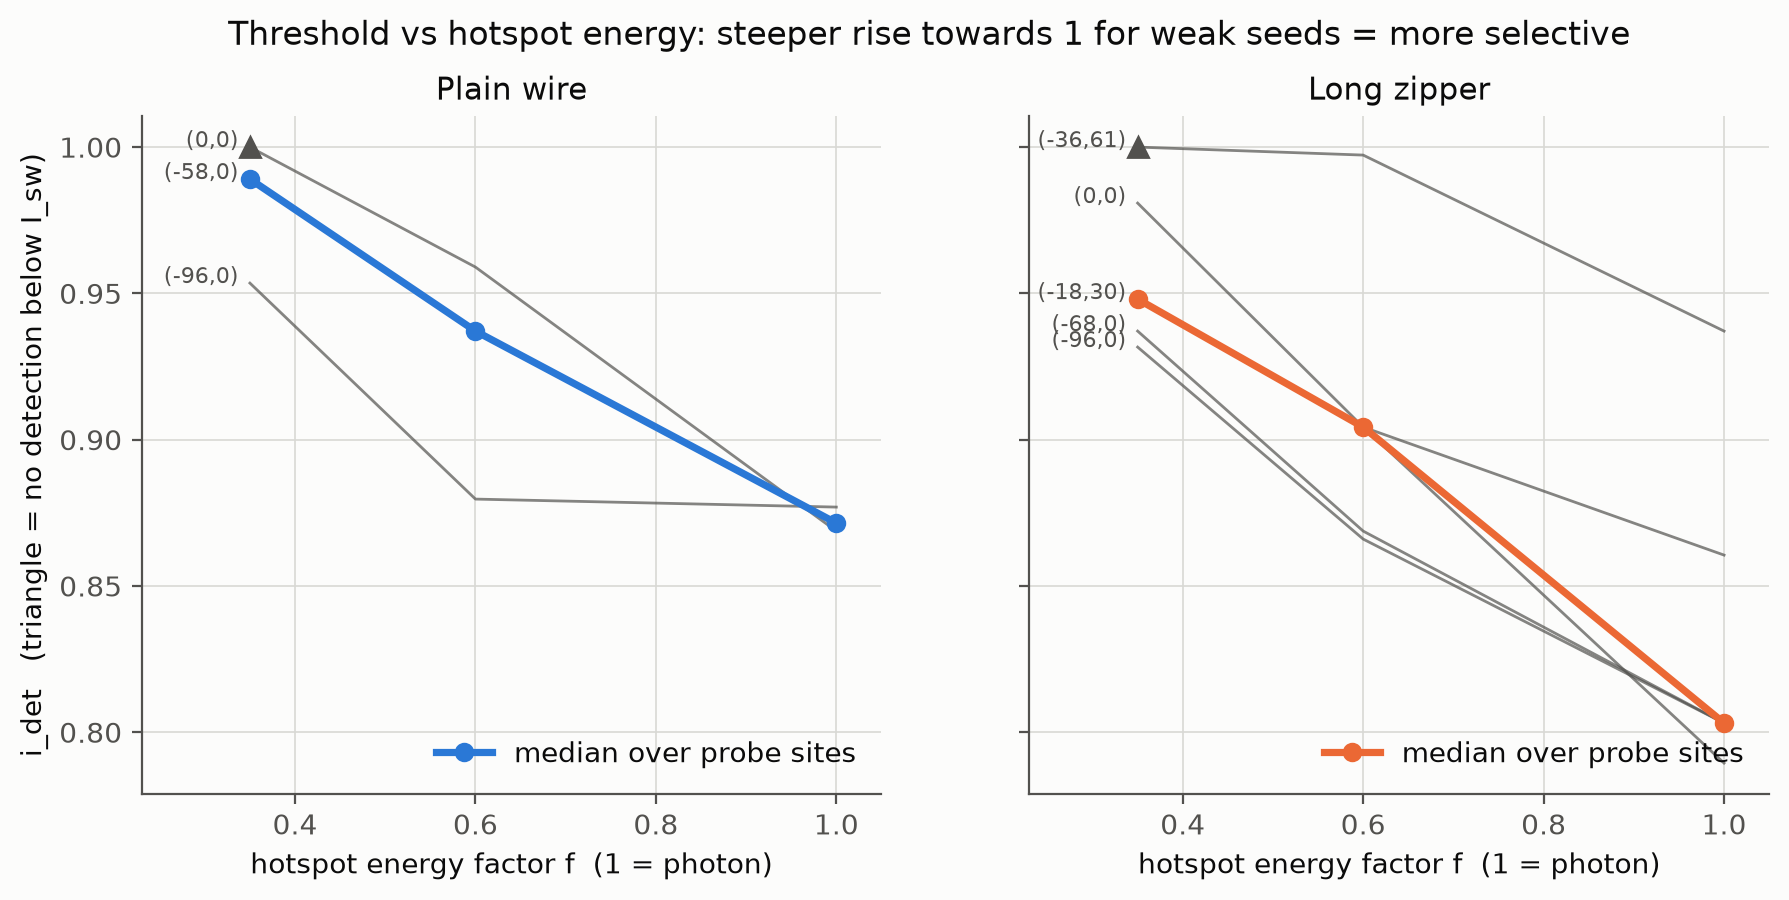 Threshold vs hotspot energy: steeper rise towards 1 for weak seeds = more selective
Plain wire
i_det   (triangle = no detection below I_sw)
1.00
0.95
0.90
0.85
0.80
(0,0)
(-58,0)
(-96,0)
median over probe sites
0.4
0.6
0.8
1.0
hotspot energy factor f  (1 = photon)
Long zipper
(-36,61)
(0,0)
(-18,30)
(-68,0)
(-96,0)
median over probe sites
0.4
0.6
0.8
1.0
hotspot energy factor f  (1 = photon)